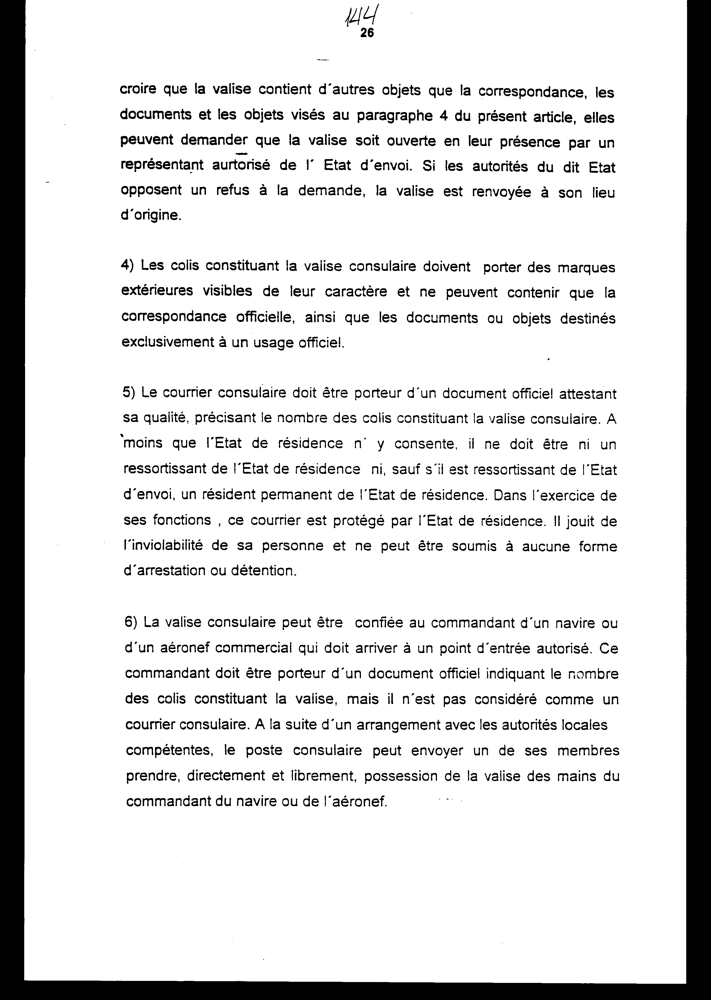 144
26
croire que la valise contient d´autres objets que la correspondance, les
documents et les objets visés au paragraphe 4 du présent article, elles
peuvent demander que la valise soit ouverte en leur présence par un
représentant aurtorisé de l´ Etat d´envoi. Si les autorités du dit Etat
opposent un refus à la demande, la valise est renvoyée à son lieu
d´origine.
4) Les colis constituant la valise consulaire doivent porter des marques
extérieures visibles de leur caractère et ne peuvent contenir que la
correspondance officielle, ainsi que les documents ou objets destinés
exclusivement à un usage officiel.
5) Le courrier consulaire doit être porteur d´un document officiel attestant
sa qualité, précisant le nombre des colis constituant la valise consulaire. A
moins que l´Etat de résidence n´ y consente, il ne doit être ni un
ressortissant de l´Etat de résidence ni, sauf s´il est ressortissant de l´Etat
d´envoi, un résident permanent de l´Etat de résidence. Dans l´exercice de
ses fonctions , ce courrier est protégé par l´Etat de résidence. Il jouit de
l´inviolabilité de sa personne et ne peut être soumis à aucune forme
d´arrestation ou détention.
6) La valise consulaire peut être confiée au commandant d´un navire ou
d´un aéronef commercial qui doit arriver à un point d´entrée autorisé. Ce
commandant doit être porteur d´un document officiel indiquant le nombre
des colis constituant la valise, mais il n´est pas considéré comme un
courrier consulaire. A la suite d´un arrangement avec les autorités locales
compétentes, le poste consulaire peut envoyer un de ses membres
prendre, directement et librement, possession de la valise des mains du
commandant du navire ou de l´aéronef.